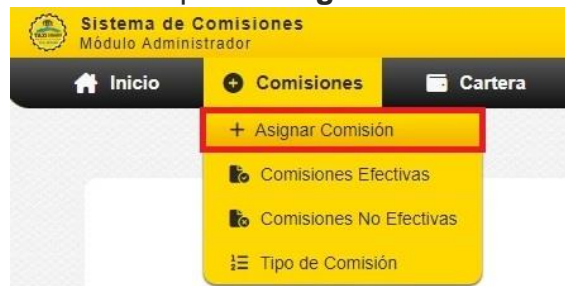 Sistema de Comisiones
Módulo Administrador
Inicio
Comisiones
Cartera
+ Asignar Comisión
Comisiones Efectivas
Comisiones No Efectivas
Tipo de Comisión